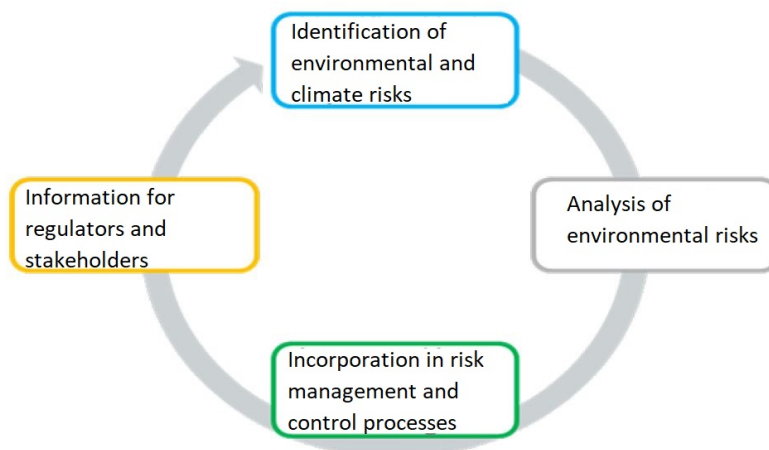 Identification of
environmental and
climate risks
Analysis of
environmental risks
Incorporation in risk
management and
control processes
Information for
regulators and
stakeholders